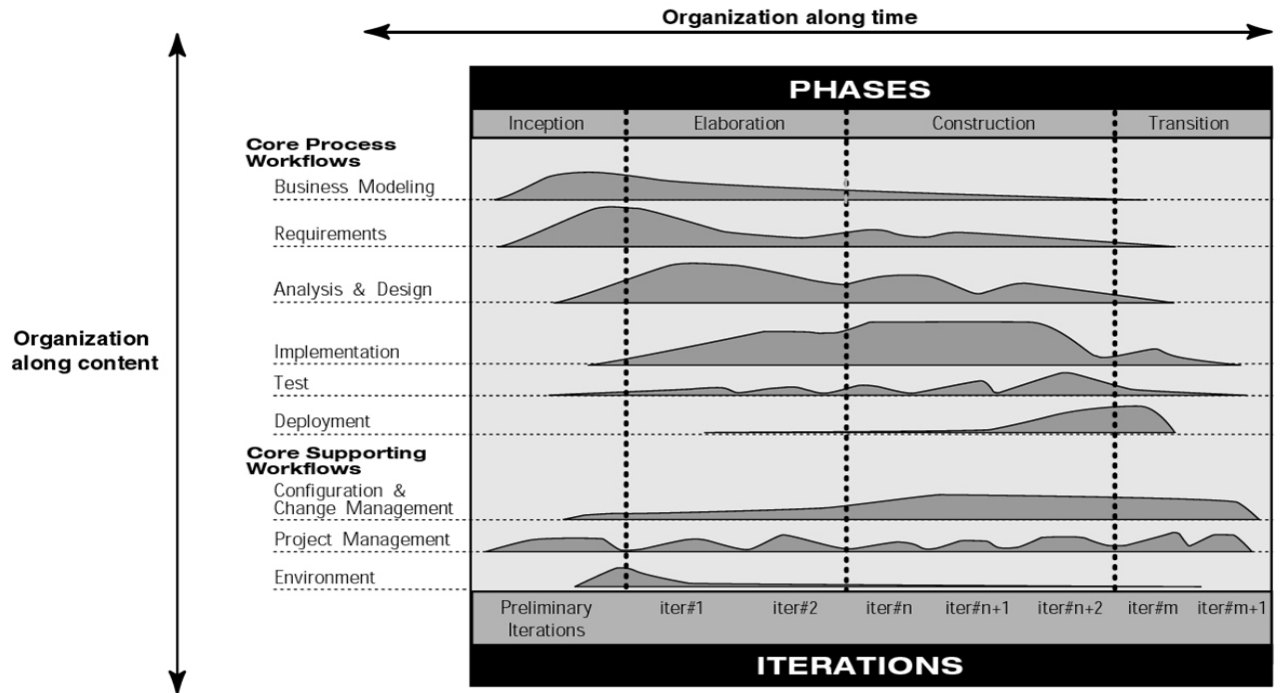 Organization along time
PHASES
Inception
Elaboration
Construction
Transition
Core Process
Workflows
Business Modeling
Requirements
Analysis & Design
Implementation
Test
Deployment
Core Supporting
Workflows
Configuration &
Change Management
Project Management
Environment
Organization
along content
Preliminary
Iterations
iter#1
iter#2
iter#n
iter#n+1
iter#n+2
iter#m
iter#m+1
ITERATIONS